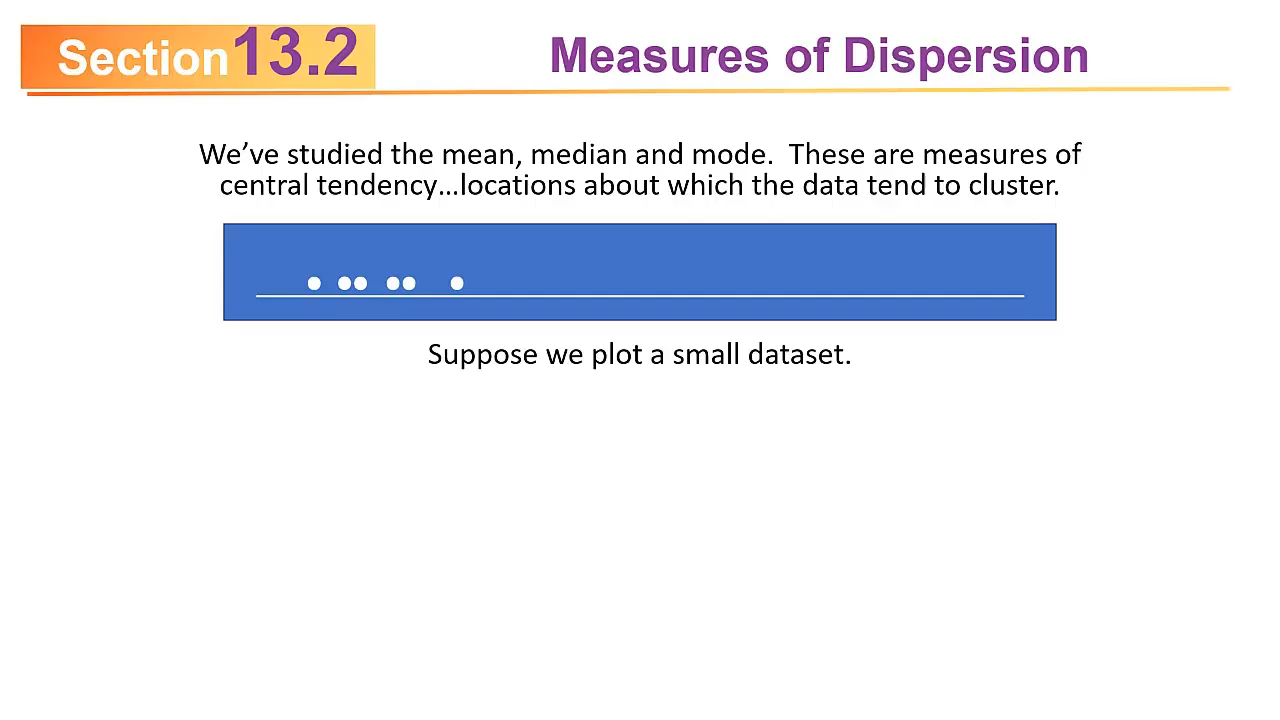 Section 13.2
Measures of Dispersion
We’ve studied the mean, median and mode.  These are measures of
central tendency…locations about which the data tend to cluster.
Suppose we plot a small dataset.